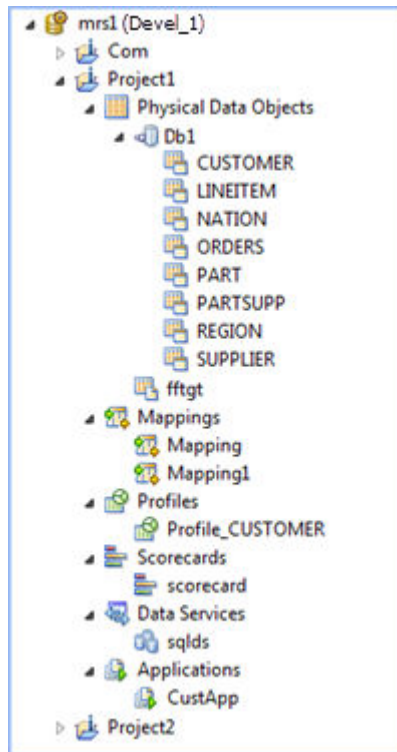 mrs1 (Devel_1)
Com
Project1
Physical Data Objects
Db1
CUSTOMER
LINEITEM
NATION
ORDERS
PART
PARTSUPP
REGION
SUPPLIER
fftgt
Mappings
Mapping
Mapping1
Profiles
Profile_CUSTOMER
Scorecards
scorecard
Data Services
sqlds
Applications
CustApp
Project2